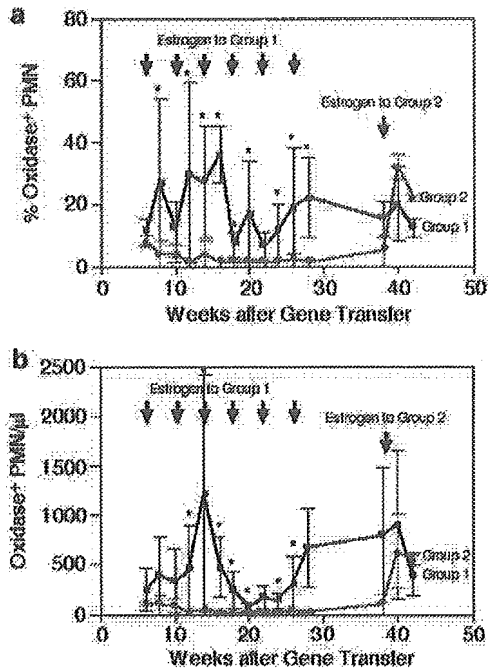 a
Estrogen to Group 1
Estrogen to Group 2
% Oxidase+ PMN
80
60
40
20
0
Group 2
Group 1
0 10 20 30 40 50
Weeks after Gene Transfer
b
Estrogen to Group 1
Estrogen to Group 2
Oxidase+ PMN/µl
2500
2000
1500
1000
500
0
Group 2
Group 1
0 10 20 30 40 50
Weeks after Gene Transfer